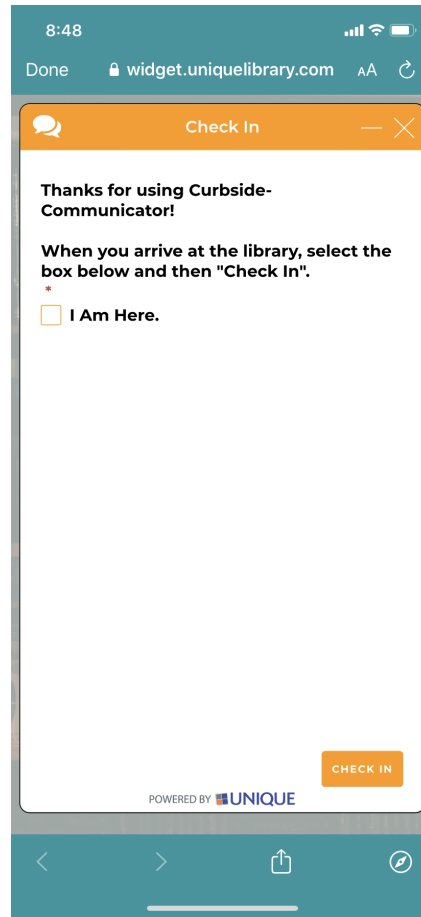 8:48
Done widget.uniquelibrary.com AA
Check In
Thanks for using Curbside-
Communicator!
When you arrive at the library, select the
box below and then "Check In".
*
I Am Here.
CHECK IN
POWERED BY UNIQUE